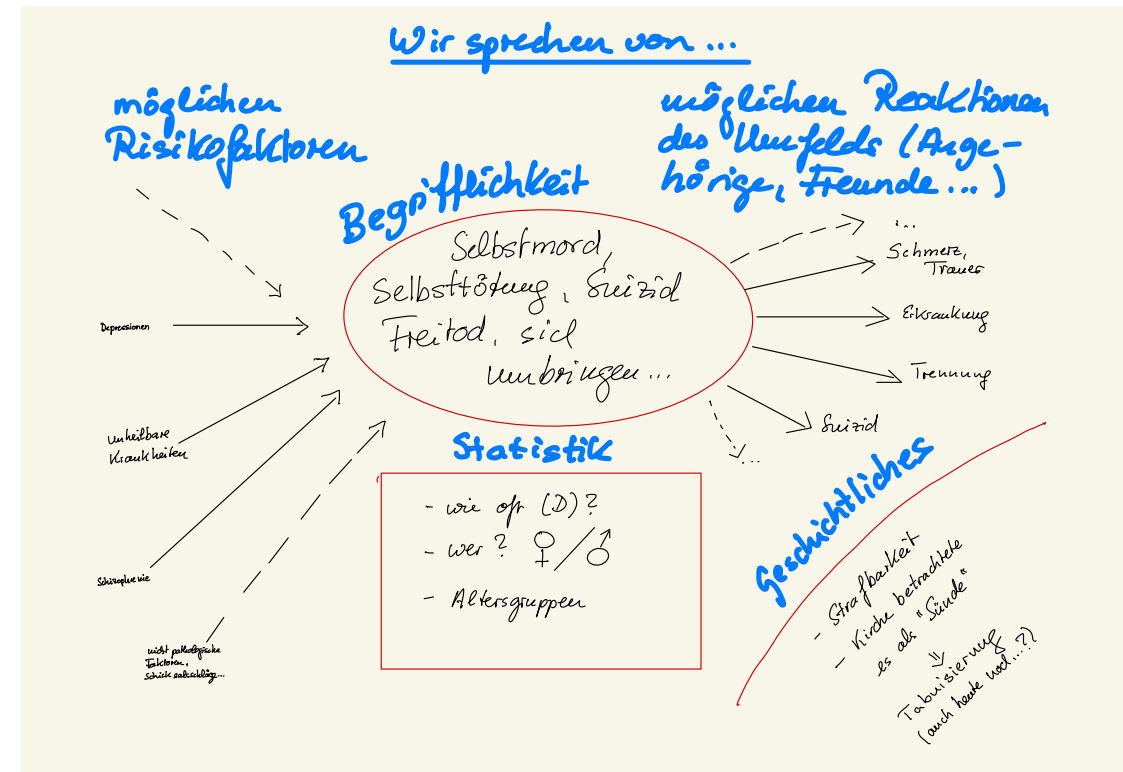 Wir sprechen von...
möglichen
Risikofaktoren
Depressionen
unheilbare
Krankheiten
Schizophrenie
nicht pathologische
Faktoren,
Schicksalsschläge...
Begrifflichkeit
Selbstmord,
Selbsttötung, Suizid
Freitod, sich
umbringen...
möglichen Reaktionen
des Umfelds (Ange-
hörige, Freunde...)
...
Schmerz,
Trauer
Erkrankung
Trennung
Suizid
...
Statistik
- wie oft (D)?
- wer? ♀/♂
- Altersgruppen
Geschichtliches
- Strafbarkeit
- Kirche betrachtete
es als "Sünde"
⇓
Tabuisierung
(auch heute noch...?)